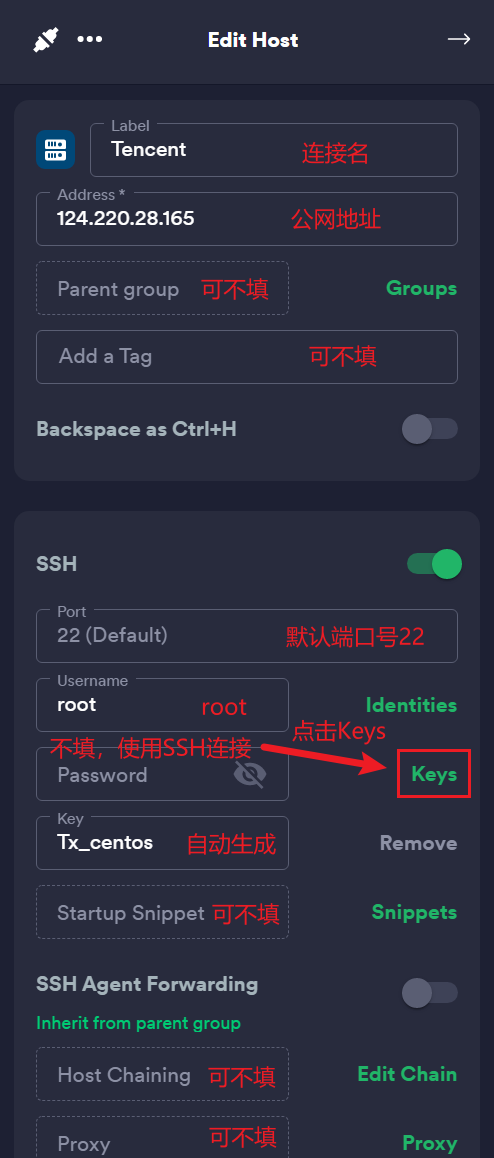 Edit Host
Label
Tencent 连接名
Address *
124.220.28.165 公网地址
Parent group 可不填 Groups
Add a Tag 可不填
Backspace as Ctrl+H
SSH
Port
22 (Default) 默认端口号22
Username
root root Identities
点击Keys
不填，使用SSH连接
Password Keys
Key
Tx_centos 自动生成 Remove
Startup Snippet 可不填 Snippets
SSH Agent Forwarding
Inherit from parent group
Host Chaining 可不填 Edit Chain
Proxy 可不填 Proxy